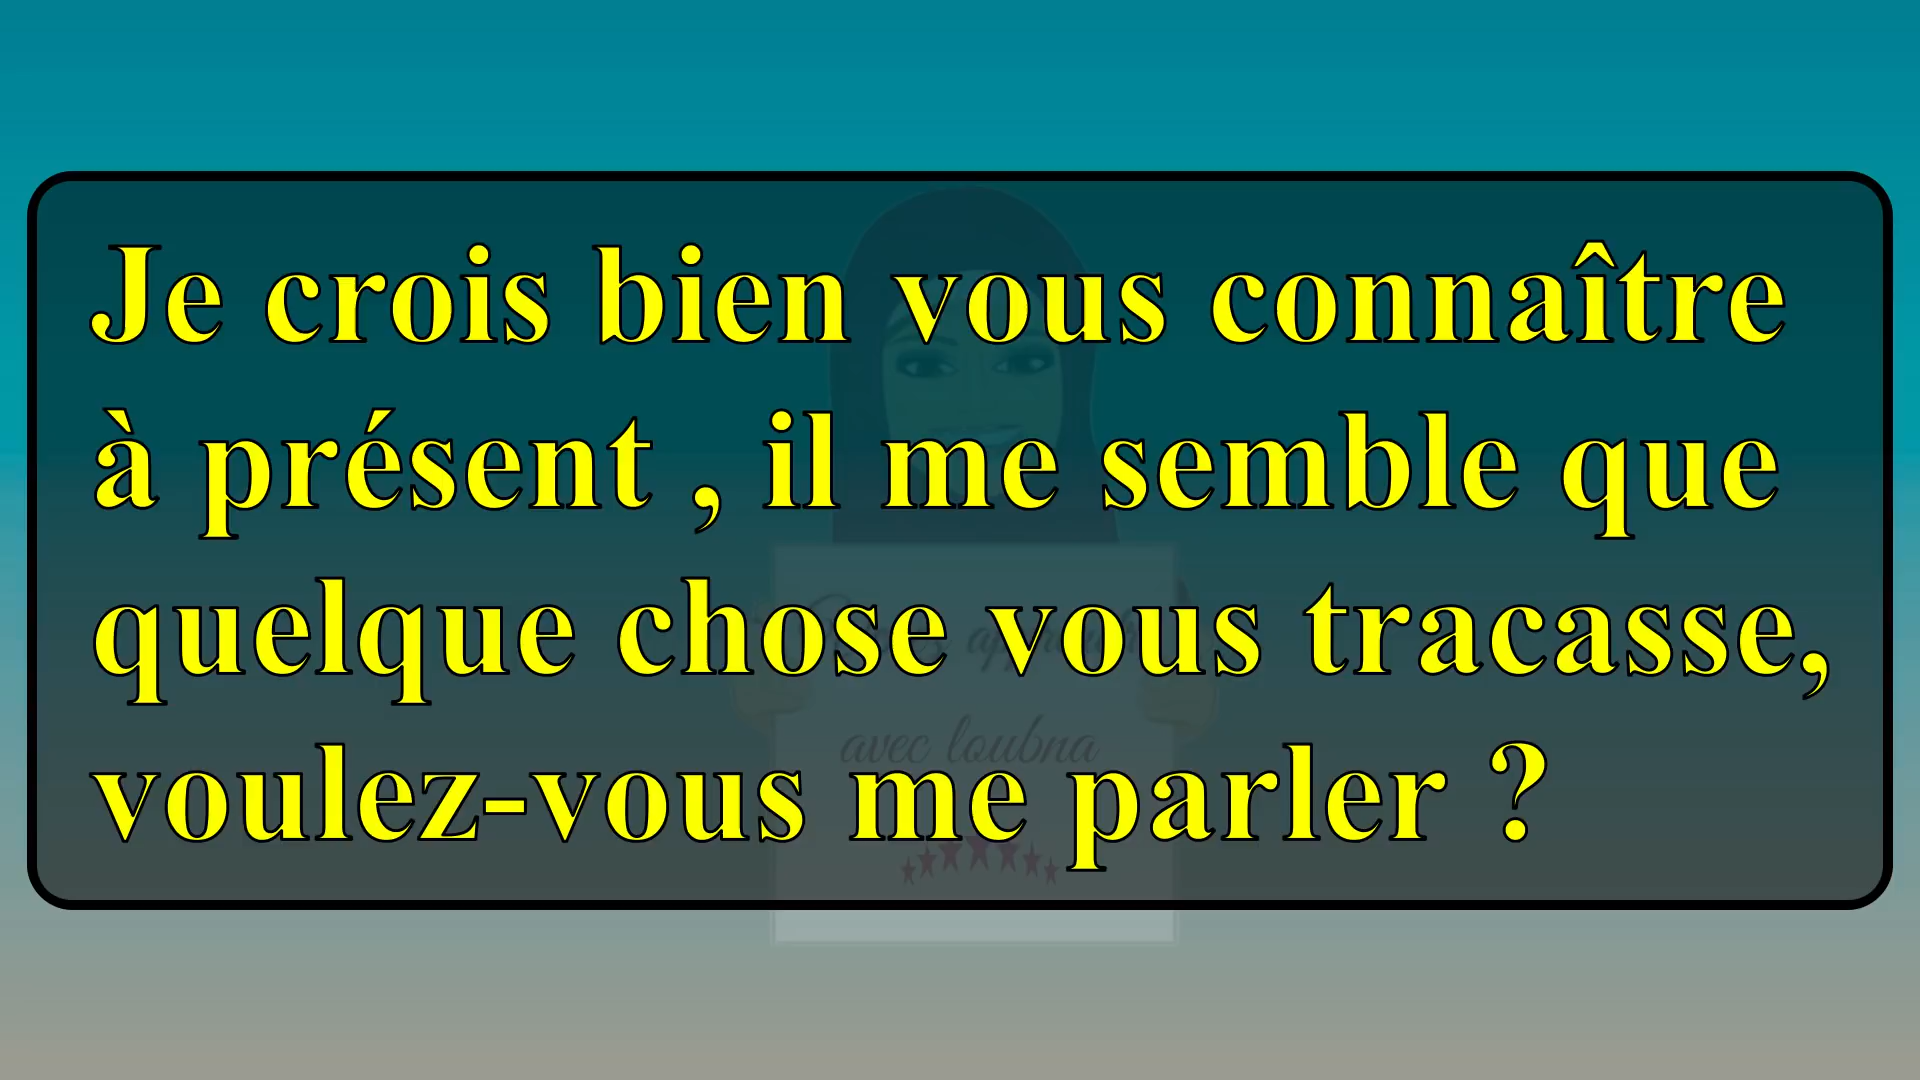 Je crois bien vous connaître
à présent , il me semble que
quelque chose vous tracasse,
voulez-vous me parler ?
avec loubna